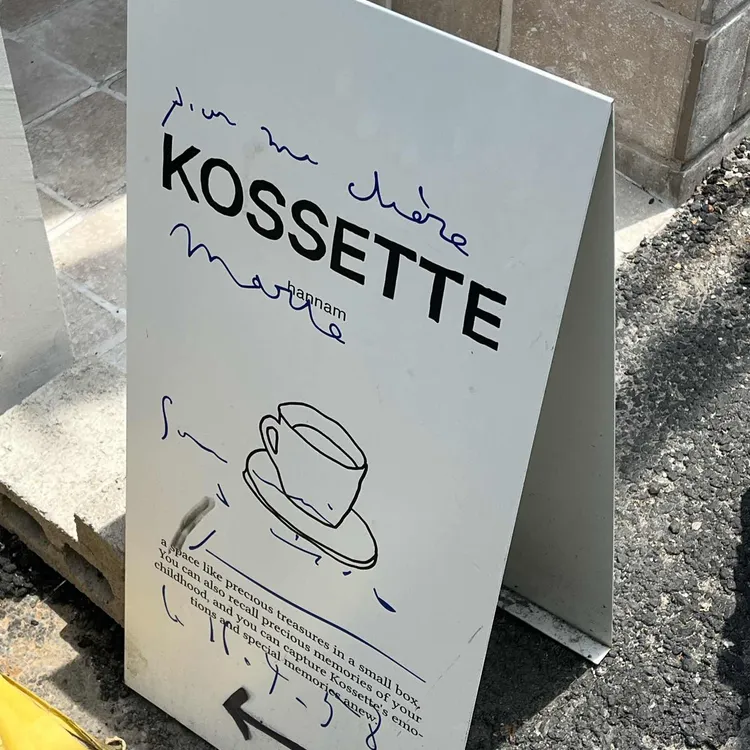 pour ma chère
KOSSETTE
hannam
Marie
a space like precious treasures in a small box,
You can also recall precious memories of your
childhood, and you can capture Kossette's emo-
tions and special memories anew.